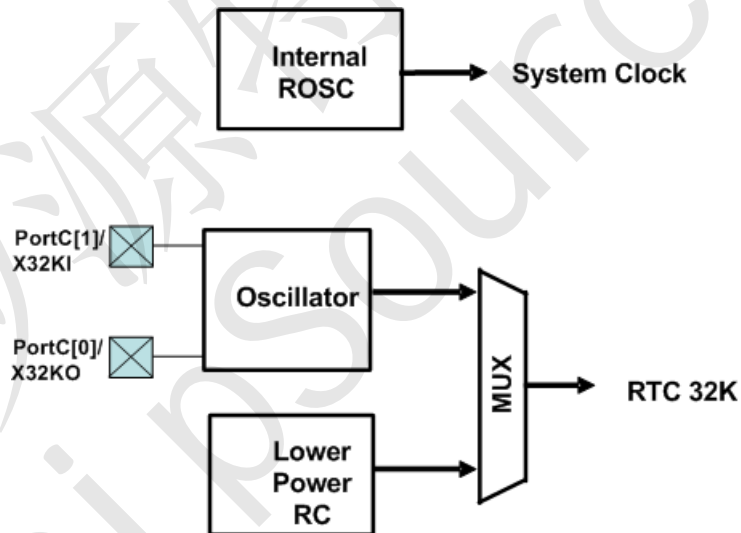 Internal
ROSC
System Clock
PortC[1]/
X32KI
Oscillator
PortC[0]/
X32KO
MUX
RTC 32K
Lower
Power
RC